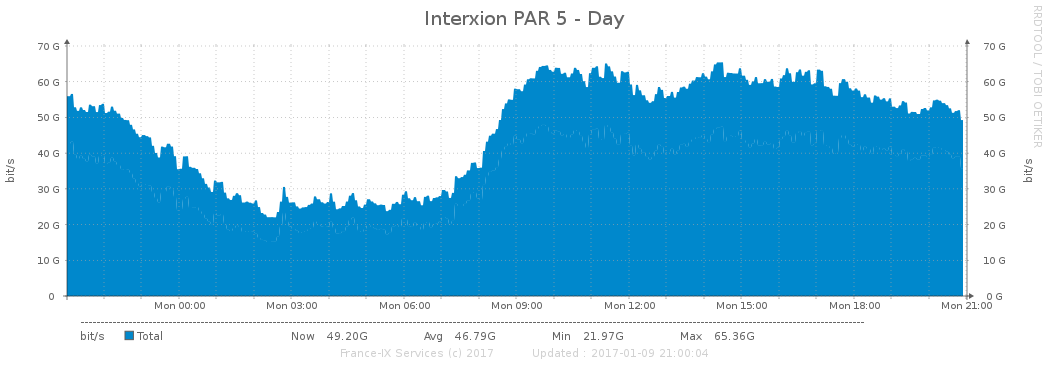 Interxion PAR 5 - Day
RRDTOOL / TOBI OETIKER
70 G 70 G
60 G 60 G
50 G 50 G
40 G 40 G
30 G 30 G
20 G 20 G
10 G 10 G
0 0 G
bit/s bit/s
Mon 00:00 Mon 03:00 Mon 06:00 Mon 09:00 Mon 12:00 Mon 15:00 Mon 18:00 Mon 21:00
bit/s Total Now 49.20G Avg 46.79G Min 21.97G Max 65.36G
France-IX Services (c) 2017 Updated : 2017-01-09 21:00:04